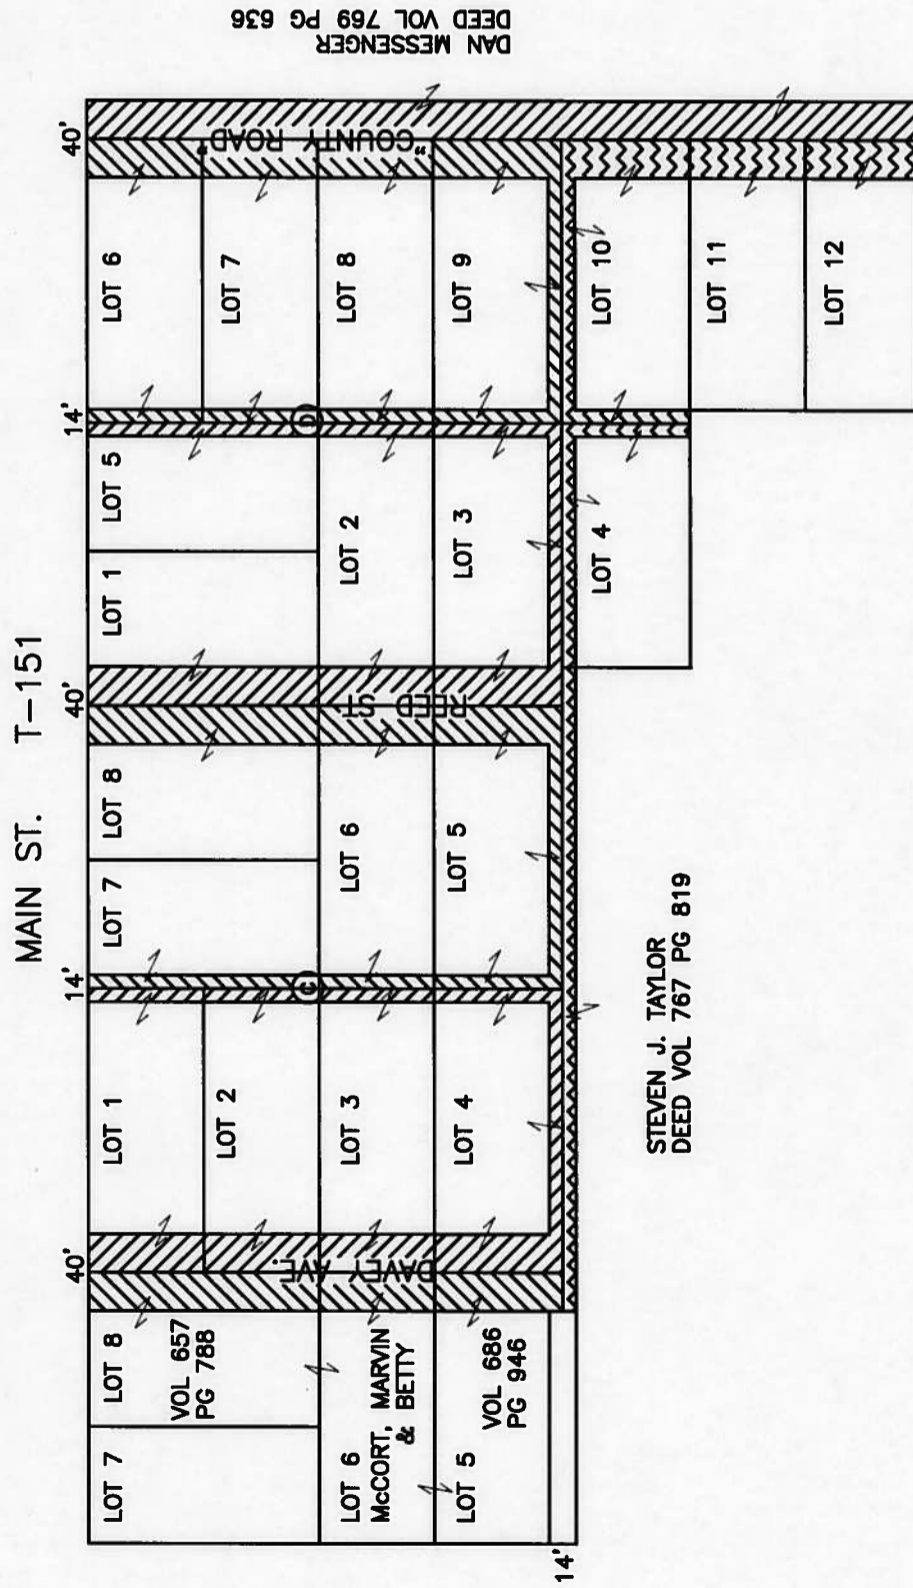 MAIN ST. T-151
40'
14'
40'
14'
40'
LOT 7
LOT 8
VOL 657
PG 788
LOT 6
McCORT, MARVIN
& BETTY
LOT 5
VOL 686
PG 946
14'
DAVEY AVE.
LOT 1
LOT 2
LOT 3
LOT 4
C
LOT 7
LOT 8
LOT 6
LOT 5
REED ST
LOT 1
LOT 5
LOT 2
LOT 3
LOT 4
D
LOT 6
LOT 7
LOT 8
LOT 9
LOT 10
LOT 11
LOT 12
"COUNTY ROAD"
STEVEN J. TAYLOR
DEED VOL 767 PG 819
DAN MESSENGER
DEED VOL 769 PG 636